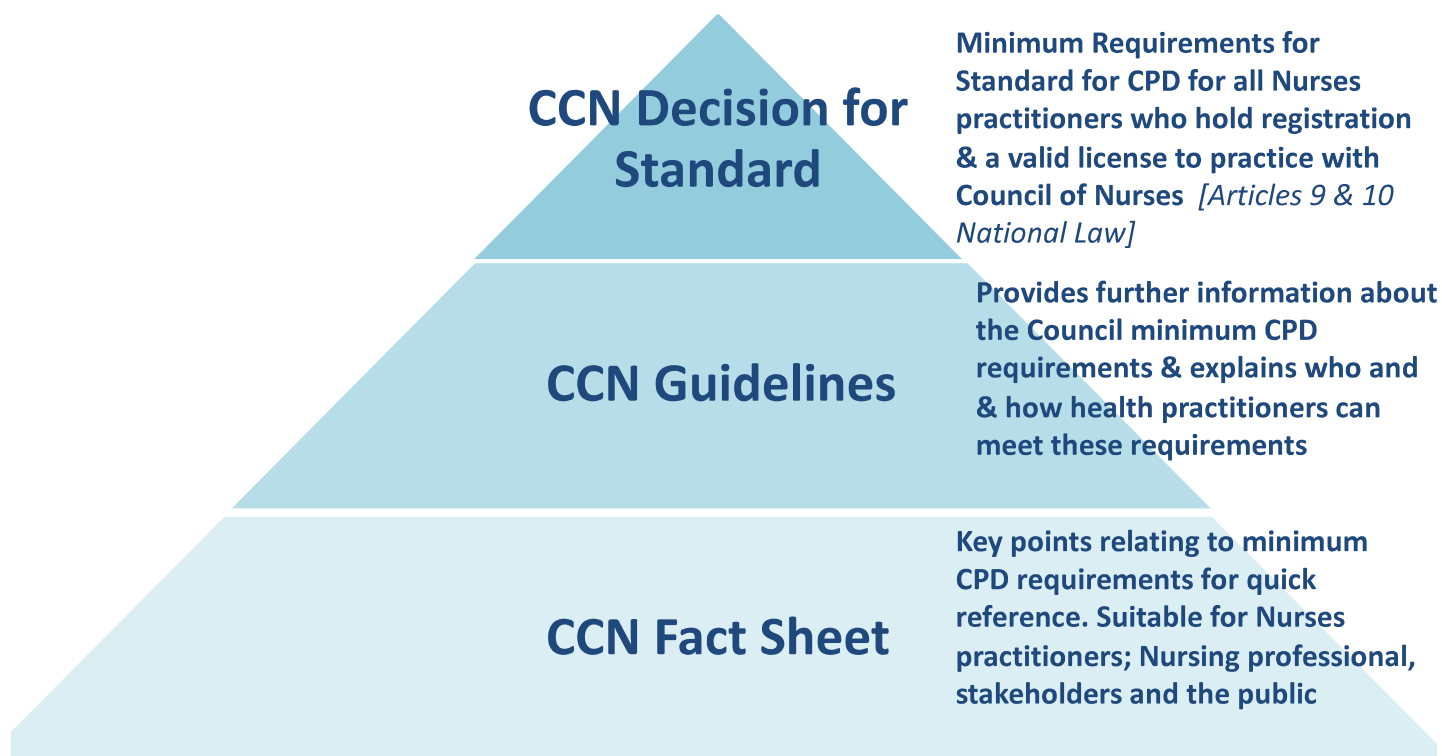 CCN Decision for
Standard
Minimum Requirements for
Standard for CPD for all Nurses
practitioners who hold registration
& a valid license to practice with
Council of Nurses [Articles 9 & 10
National Law]
CCN Guidelines
Provides further information about
the Council minimum CPD
requirements & explains who and
& how health practitioners can
meet these requirements
CCN Fact Sheet
Key points relating to minimum
CPD requirements for quick
reference. Suitable for Nurses
practitioners; Nursing professional,
stakeholders and the public